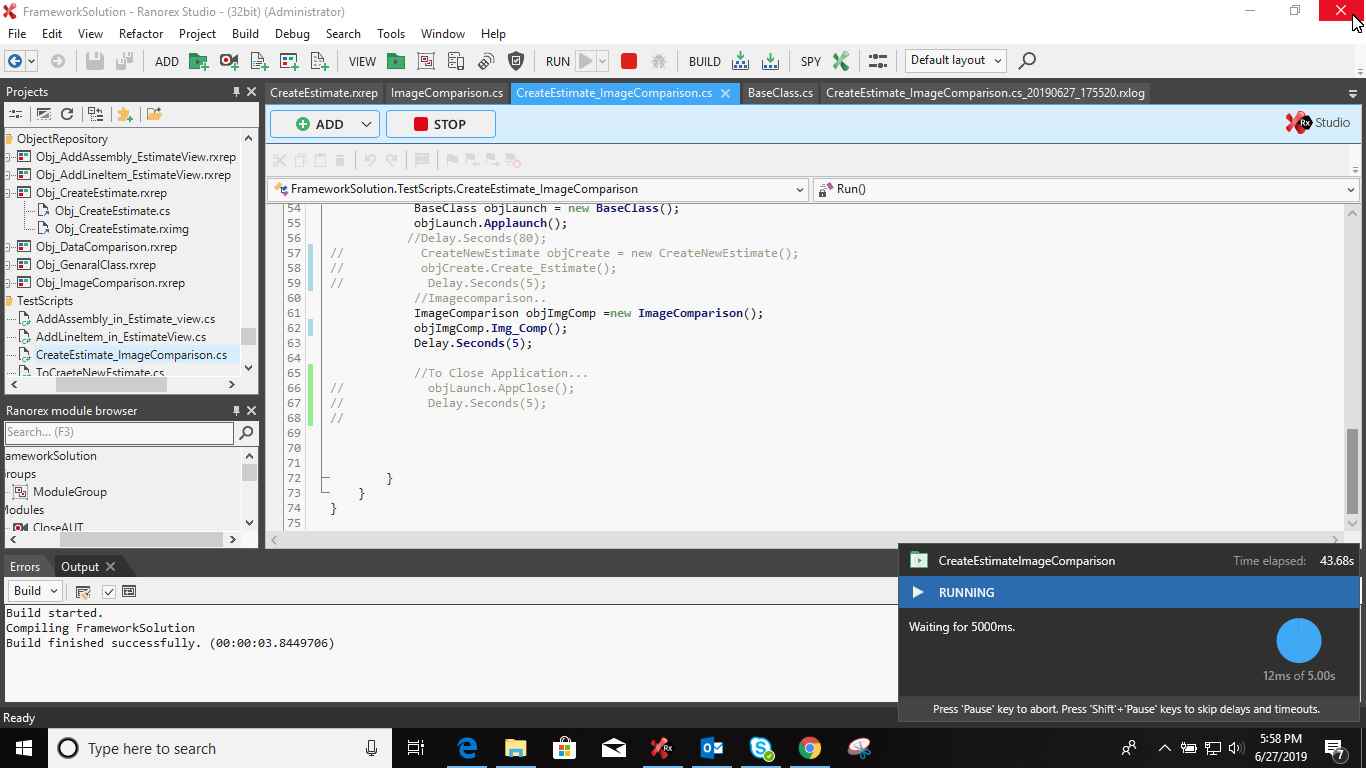 FrameworkSolution - Ranorex Studio - (32bit) (Administrator)
File Edit View Refactor Project Build Debug Search Tools Window Help
ADD VIEW RUN BUILD SPY Default layout
Projects
CreateEstimate.rxrep ImageComparison.cs CreateEstimate_ImageComparison.cs BaseClass.cs CreateEstimate_ImageComparison.cs_20190627_175520.rxlog
ADD STOP
Rx Studio
ObjectRepository
Obj_AddAssembly_EstimateView.rxrep
Obj_AddLineItem_EstimateView.rxrep
Obj_CreateEstimate.rxrep
Obj_CreateEstimate.cs
Obj_CreateEstimate.rximg
Obj_DataComparison.rxrep
Obj_GenaralClass.rxrep
Obj_ImageComparison.rxrep
TestScripts
AddAssembly_in_Estimate_view.cs
AddLineItem_in_EstimateView.cs
CreateEstimate_ImageComparison.cs
ToCraeteNewEstimate.cs
FrameworkSolution.TestScripts.CreateEstimate_ImageComparison
Run()
54 BaseClass objLaunch = new BaseClass();
55 objLaunch.Applaunch();
56 //Delay.Seconds(80);
57 // CreateNewEstimate objCreate = new CreateNewEstimate();
58 // objCreate.Create_Estimate();
59 // Delay.Seconds(5);
60 //Imagecomparison..
61 ImageComparison objImgComp =new ImageComparison();
62 objImgComp.Img_Comp();
63 Delay.Seconds(5);
64
65 //To Close Application...
66 // objLaunch.AppClose();
67 // Delay.Seconds(5);
68 //
69
70
71
72 }
73 }
74 }
75
Ranorex module browser
Search... (F3)
ameworkSolution
roups
ModuleGroup
Modules
CloseAUT
Errors Output
Build
Build started.
Compiling FrameworkSolution
Build finished successfully. (00:00:03.8449706)
CreateEstimateImageComparison Time elapsed: 43.68s
RUNNING
Waiting for 5000ms.
12ms of 5.00s
Press 'Pause' key to abort. Press 'Shift'+'Pause' keys to skip delays and timeouts.
Ready
Type here to search
Rx
5:58 PM
6/27/2019
7